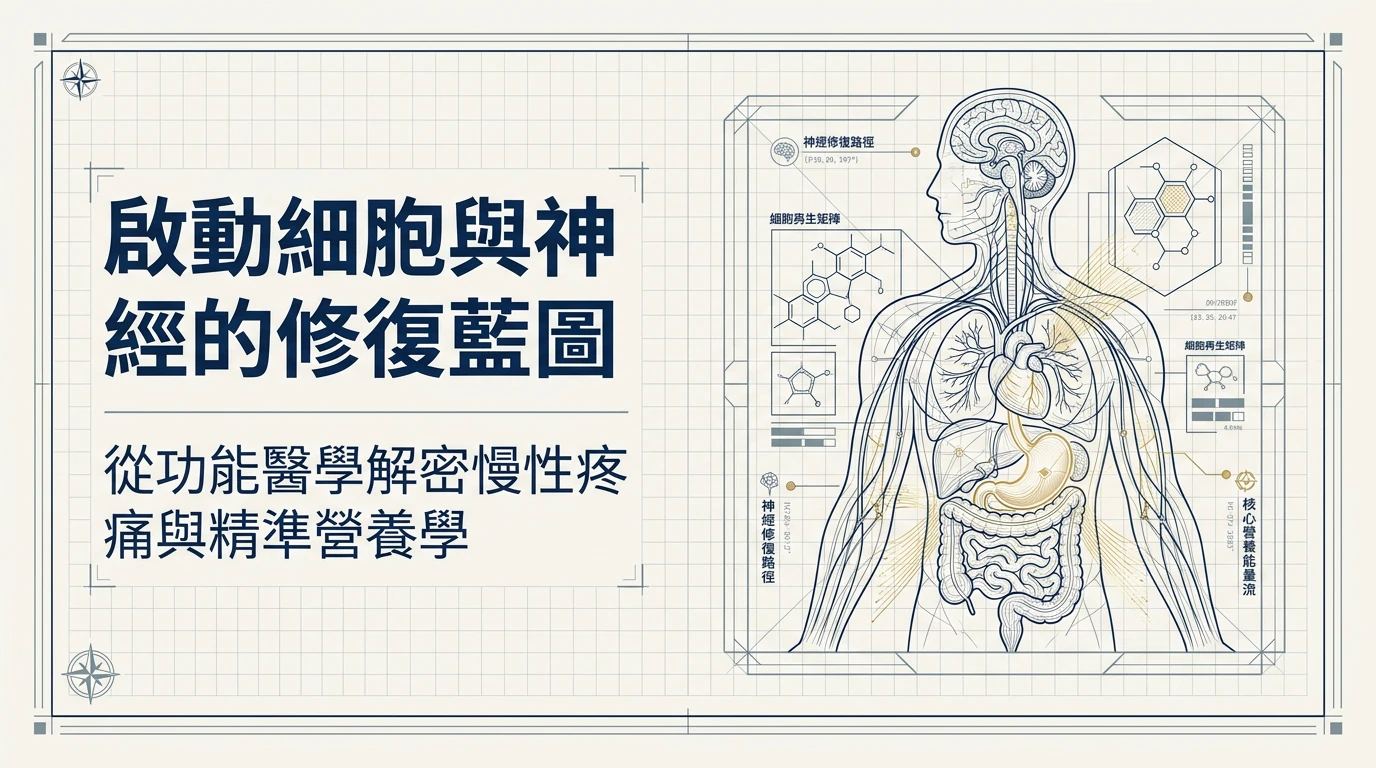 啟動細胞與神
經的修復藍圖
從功能醫學解密慢性疼
痛與精準營養學
神經修復路徑
細胞再生矩陣
神經修復路徑
細胞再生矩陣
4.69%
核心營養能量流